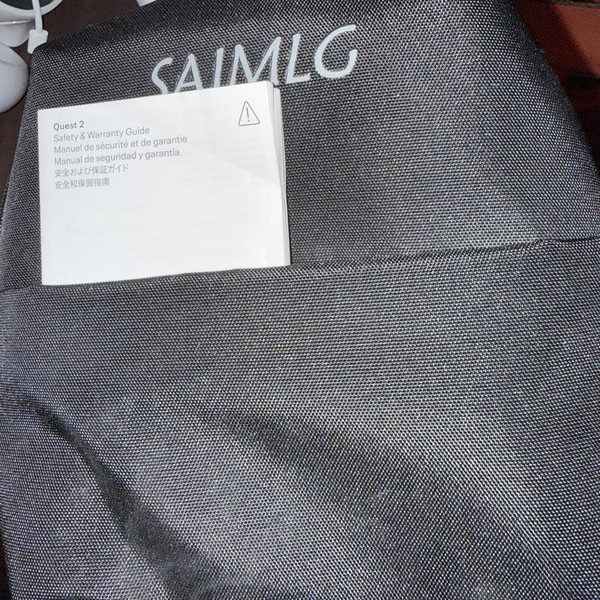 SAIMLG
Quest 2
Safety & Warranty Guide
Manuel de sécurité et de garantie
Manual de seguridad y garantía
安全および保証ガイド
安全和保固指南